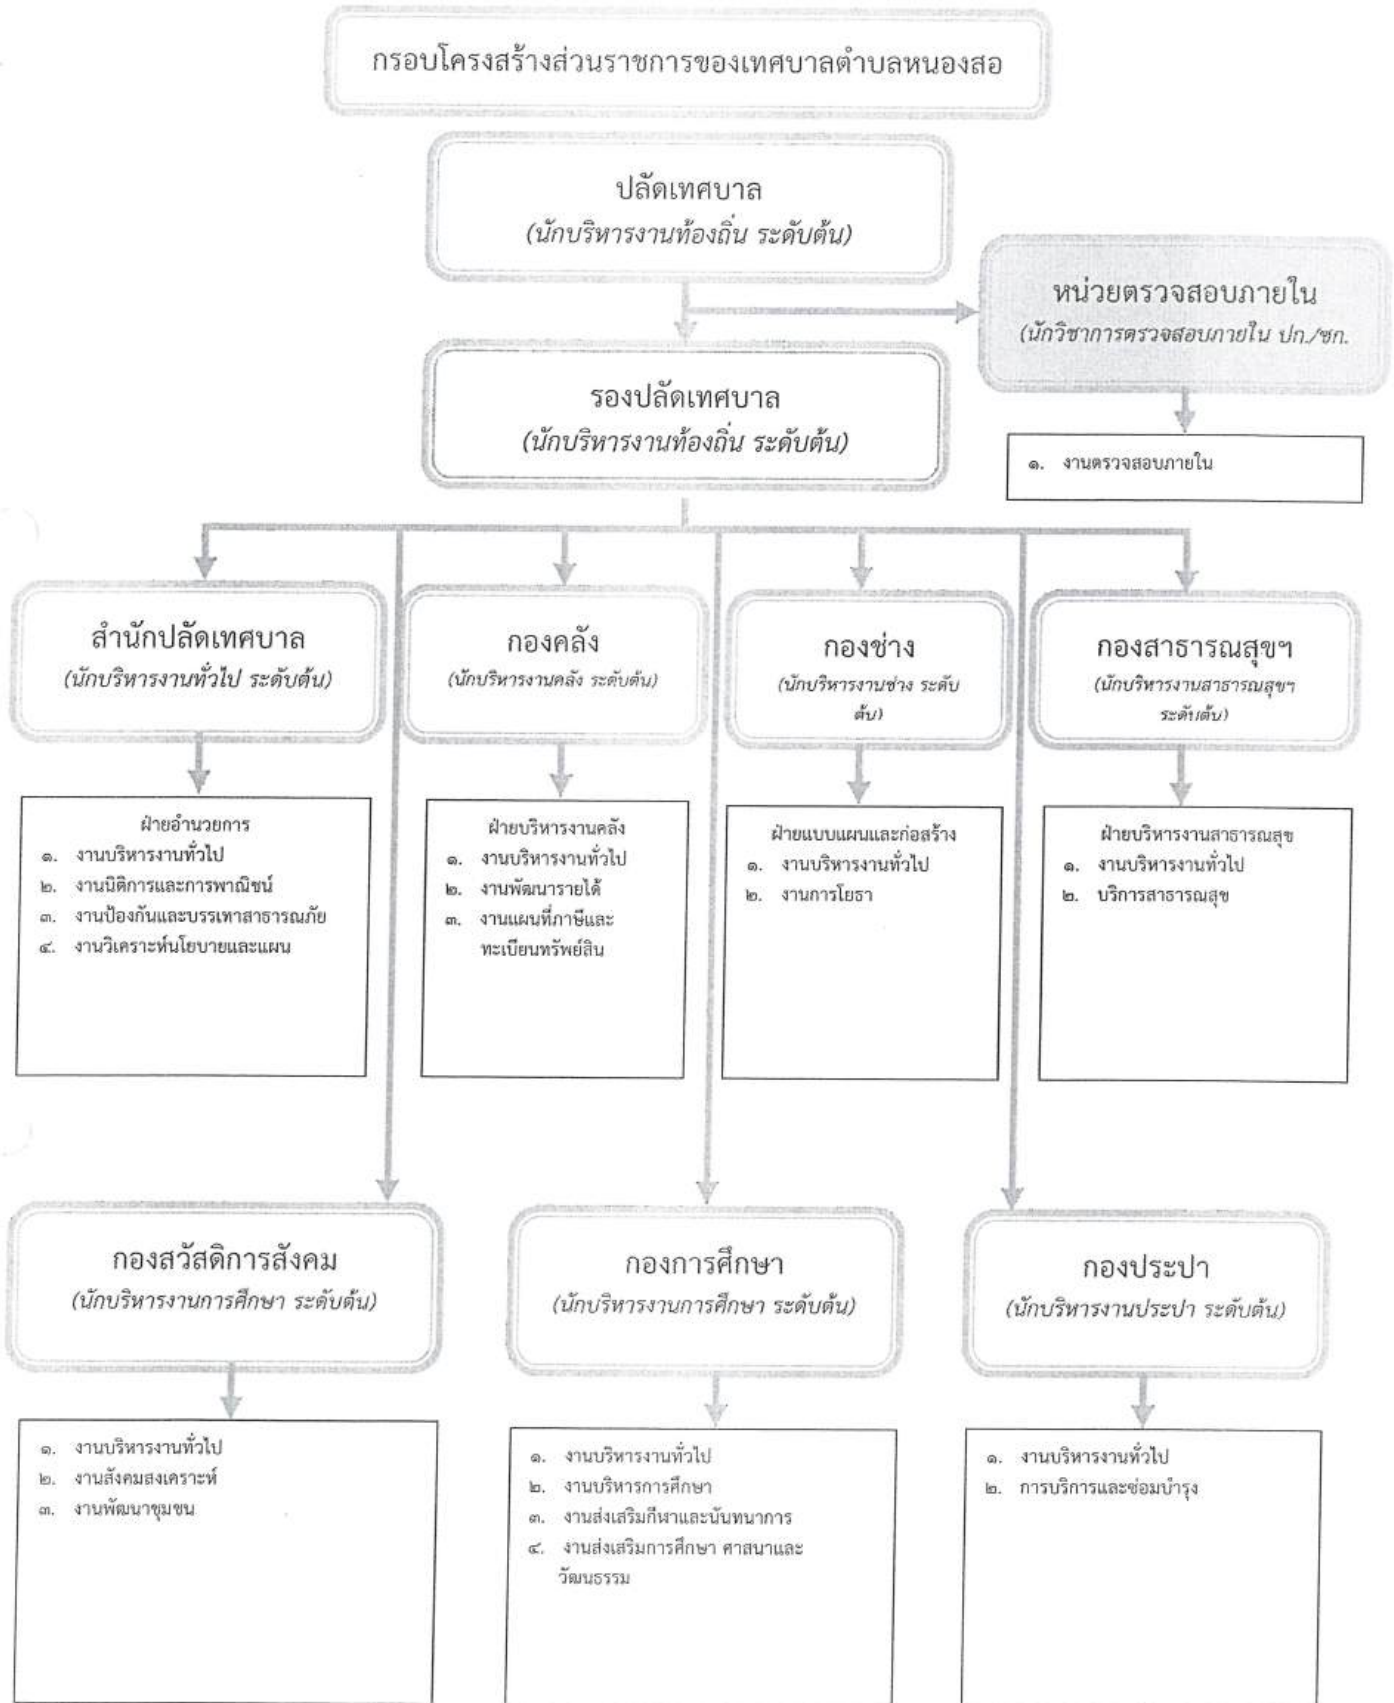 กรอบโครงสร้างส่วนราชการของเทศบาลตำบลหนองสอ
ปลัดเทศบาล
(นักบริหารงานท้องถิ่น ระดับต้น)
หน่วยตรวจสอบภายใน
(นักวิชาการตรวจสอบภายใน ปก./ชก.
รองปลัดเทศบาล
(นักบริหารงานท้องถิ่น ระดับต้น)
๑. งานตรวจสอบภายใน
สำนักปลัดเทศบาล
(นักบริหารงานทั่วไป ระดับต้น)
กองคลัง
(นักบริหารงานคลัง ระดับต้น)
กองช่าง
(นักบริหารงานช่าง ระดับ
ต้น)
กองสาธารณสุขฯ
(นักบริหารงานสาธารณสุขฯ
ระดับต้น)
ฝ่ายอำนวยการ
๑. งานบริหารงานทั่วไป
๒. งานนิติการและการพาณิชน์
๓. งานป้องกันและบรรเทาสาธารณภัย
๔. งานวิเคราะห์นโยบายและแผน
ฝ่ายบริหารงานคลัง
๑. งานบริหารงานทั่วไป
๒. งานพัฒนารายได้
๓. งานแผนที่ภาษีและ
ทะเบียนทรัพย์สิน
ฝ่ายแบบแผนและก่อสร้าง
๑. งานบริหารงานทั่วไป
๒. งานการโยธา
ฝ่ายบริหารงานสาธารณสุข
๑. งานบริหารงานทั่วไป
๒. บริการสาธารณสุข
กองสวัสดิการสังคม
(นักบริหารงานการศึกษา ระดับต้น)
กองการศึกษา
(นักบริหารงานการศึกษา ระดับต้น)
กองประปา
(นักบริหารงานประปา ระดับต้น)
๑. งานบริหารงานทั่วไป
๒. งานสังคมสงเคราะห์
๓. งานพัฒนาชุมชน
๑. งานบริหารงานทั่วไป
๒. งานบริหารการศึกษา
๓. งานส่งเสริมกีฬาและนันทนาการ
๔. งานส่งเสริมการศึกษา ศาสนาและ
วัฒนธรรม
๑. งานบริหารงานทั่วไป
๒. การบริการและซ่อมบำรุง